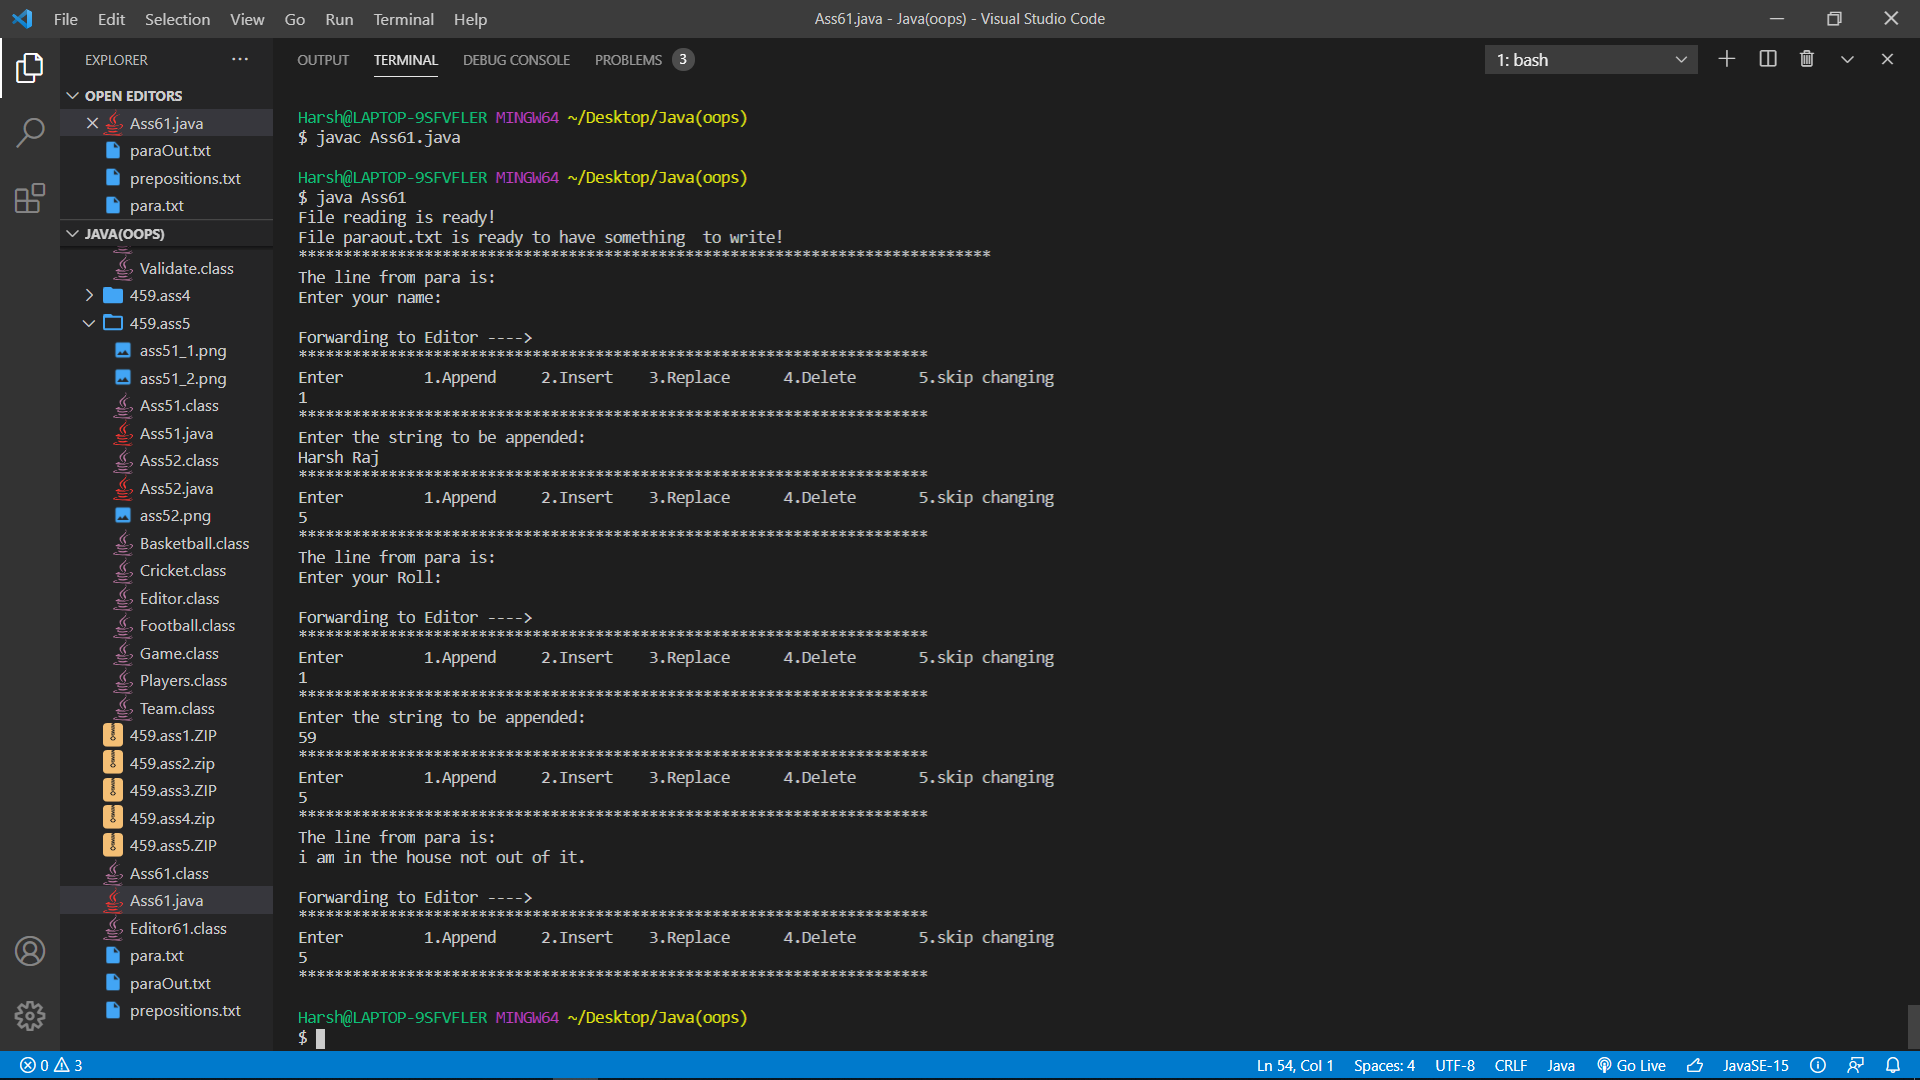 File Edit Selection View Go Run Terminal Help
Ass61.java - Java(oops) - Visual Studio Code
EXPLORER ...
OPEN EDITORS
Ass61.java
paraOut.txt
prepositions.txt
para.txt
JAVA(OOPS)
Validate.class
459.ass4
459.ass5
ass51_1.png
ass51_2.png
Ass51.class
Ass51.java
Ass52.class
Ass52.java
ass52.png
Basketball.class
Cricket.class
Editor.class
Football.class
Game.class
Players.class
Team.class
459.ass1.ZIP
459.ass2.zip
459.ass3.ZIP
459.ass4.zip
459.ass5.ZIP
Ass61.class
Ass61.java
Editor61.class
para.txt
paraOut.txt
prepositions.txt
OUTPUT TERMINAL DEBUG CONSOLE PROBLEMS 3
1: bash
Harsh@LAPTOP-9SFVFLER MINGW64 ~/Desktop/Java(oops)
$ javac Ass61.java
Harsh@LAPTOP-9SFVFLER MINGW64 ~/Desktop/Java(oops)
$ java Ass61
File reading is ready!
File paraout.txt is ready to have something  to write!
*****************************************************************************
The line from para is:
Enter your name:
Forwarding to Editor ---->
**********************************************************************
Enter         1.Append     2.Insert    3.Replace      4.Delete       5.skip changing
1
**********************************************************************
Enter the string to be appended:
Harsh Raj
**********************************************************************
Enter         1.Append     2.Insert    3.Replace      4.Delete       5.skip changing
5
**********************************************************************
The line from para is:
Enter your Roll:
Forwarding to Editor ---->
**********************************************************************
Enter         1.Append     2.Insert    3.Replace      4.Delete       5.skip changing
1
**********************************************************************
Enter the string to be appended:
59
**********************************************************************
Enter         1.Append     2.Insert    3.Replace      4.Delete       5.skip changing
5
**********************************************************************
The line from para is:
i am in the house not out of it.
Forwarding to Editor ---->
**********************************************************************
Enter         1.Append     2.Insert    3.Replace      4.Delete       5.skip changing
5
**********************************************************************
Harsh@LAPTOP-9SFVFLER MINGW64 ~/Desktop/Java(oops)
$
0 3
Ln 54, Col 1 Spaces: 4 UTF-8 CRLF Java Go Live JavaSE-15